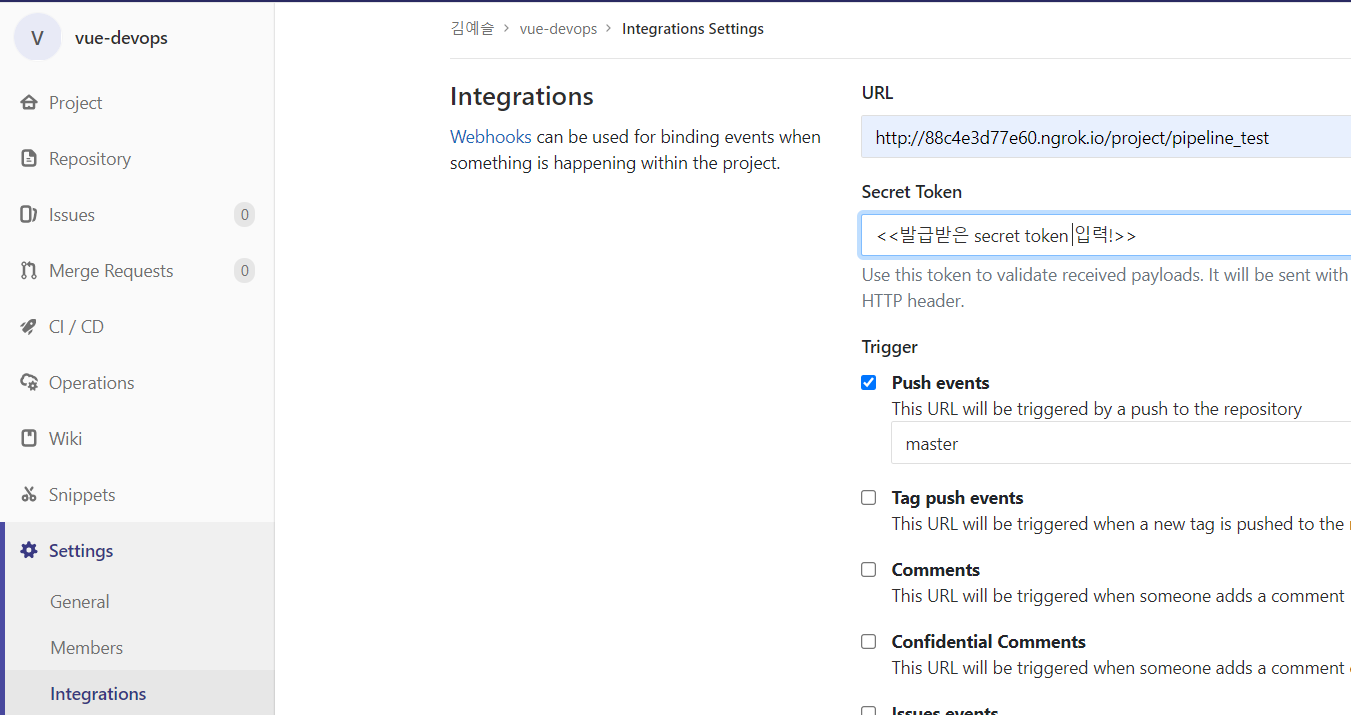 V vue-devops
Project
Repository
Issues 0
Merge Requests 0
CI / CD
Operations
Wiki
Snippets
Settings
General
Members
Integrations
김예슬 > vue-devops > Integrations Settings
Integrations
Webhooks can be used for binding events when
something is happening within the project.
URL
http://88c4e3d77e60.ngrok.io/project/pipeline_test
Secret Token
<<발급받은 secret token 입력!>>
Use this token to validate received payloads. It will be sent with
HTTP header.
Trigger
Push events
This URL will be triggered by a push to the repository
master
Tag push events
This URL will be triggered when a new tag is pushed to the
Comments
This URL will be triggered when someone adds a comment
Confidential Comments
This URL will be triggered when someone adds a comment
Issues events